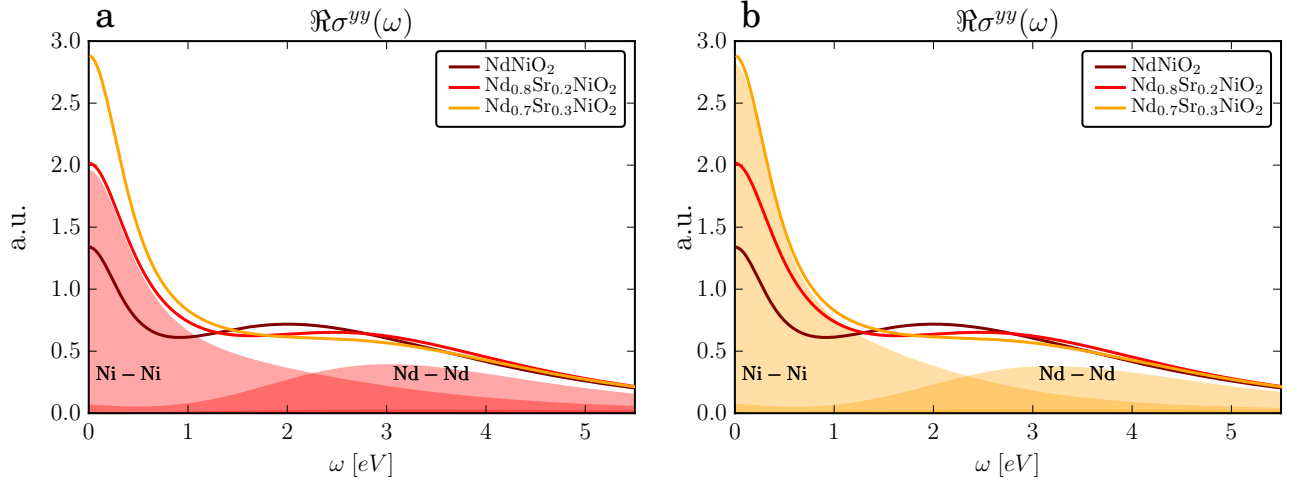 a
ℜσ^{yy}(ω)
3.0
2.5
2.0
1.5
1.0
0.5
0.0
a.u.
NdNiO₂
Nd₀.₈Sr₀.₂NiO₂
Nd₀.₇Sr₀.₃NiO₂
Ni − Ni
Nd − Nd
0 1 2 3 4 5
ω [eV]
b
ℜσ^{yy}(ω)
3.0
2.5
2.0
1.5
1.0
0.5
0.0
a.u.
NdNiO₂
Nd₀.₈Sr₀.₂NiO₂
Nd₀.₇Sr₀.₃NiO₂
Ni − Ni
Nd − Nd
0 1 2 3 4 5
ω [eV]